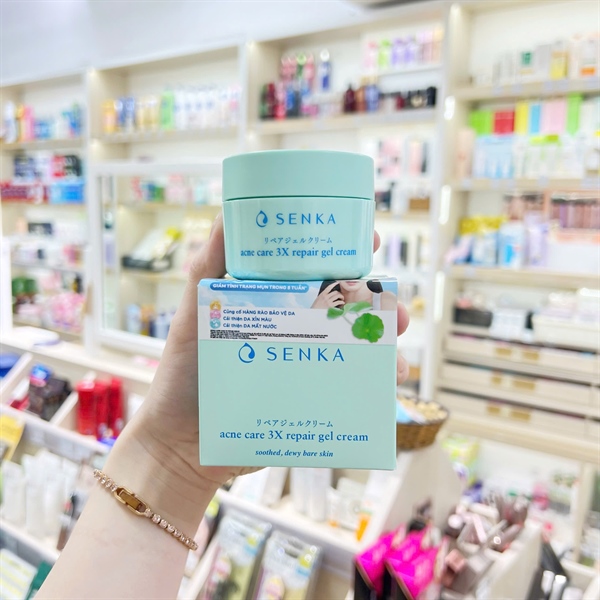 SENKA
リペアジェルクリーム
acne care 3X repair gel cream
GIẢM TÌNH TRẠNG MỤN TRONG 8 TUẦN*
Củng cố HÀNG RÀO BẢO VỆ DA
Cải thiện DA XỈN MÀU
Cải thiện DA MẤT NƯỚC
SENKA
リペアジェルクリーム
acne care 3X repair gel cream
soothed, dewy bare skin